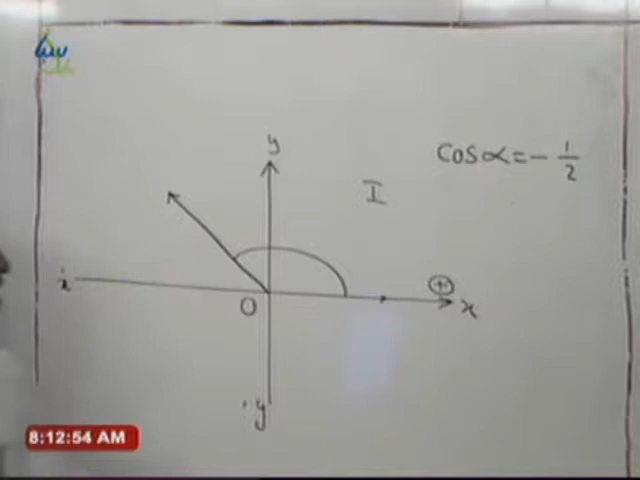 y
cos α = - 1/2
I
x
O
x
'y
8:12:54 AM